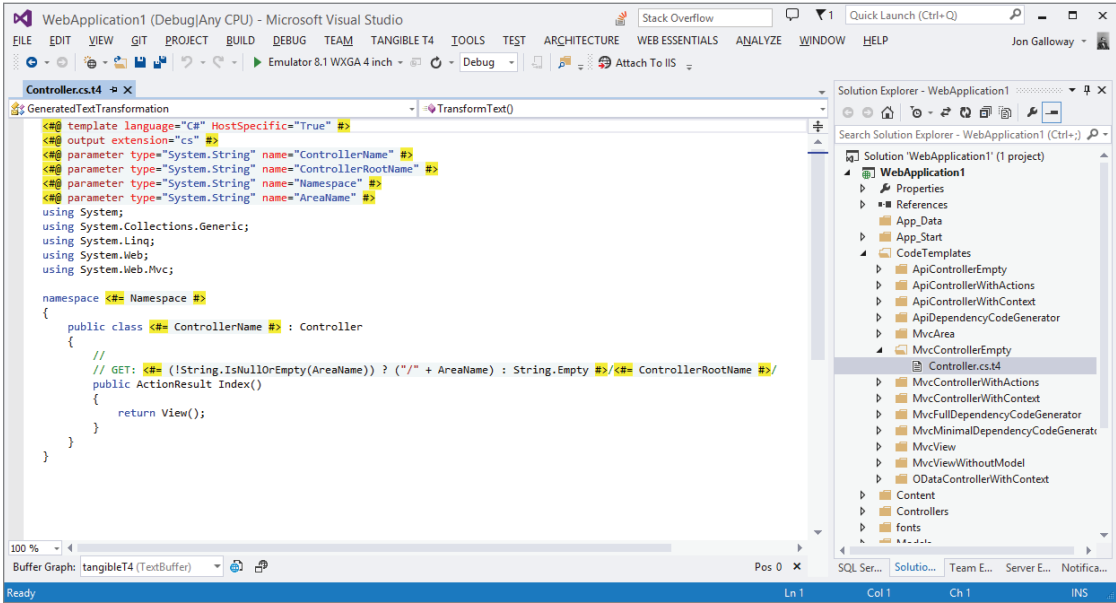 WebApplication1 (Debug|Any CPU) - Microsoft Visual Studio
Stack Overflow
1
Quick Launch (Ctrl+Q)
FILE EDIT VIEW GIT PROJECT BUILD DEBUG TEAM TANGIBLE T4 TOOLS TEST ARCHITECTURE WEB ESSENTIALS ANALYZE WINDOW HELP
Jon Galloway
Emulator 8.1 WXGA 4 inch
Debug
Attach To IIS
Controller.cs.t4
GeneratedTextTransformation
TransformText()
<#@ template language="C#" HostSpecific="True" #>
<#@ output extension="cs" #>
<#@ parameter type="System.String" name="ControllerName" #>
<#@ parameter type="System.String" name="ControllerRootName" #>
<#@ parameter type="System.String" name="Namespace" #>
<#@ parameter type="System.String" name="AreaName" #>
using System;
using System.Collections.Generic;
using System.Linq;
using System.Web;
using System.Web.Mvc;
namespace <#= Namespace #>
{
public class <#= ControllerName #> : Controller
{
//
// GET: <#= (!String.IsNullOrEmpty(AreaName)) ? ("/" + AreaName) : String.Empty #>/<#= ControllerRootName #>/
public ActionResult Index()
{
return View();
}
}
}
100 %
Buffer Graph: tangibleT4 (TextBuffer)
Pos 0
Solution Explorer - WebApplication1
Search Solution Explorer - WebApplication1 (Ctrl+;)
Solution 'WebApplication1' (1 project)
WebApplication1
Properties
References
App_Data
App_Start
CodeTemplates
ApiControllerEmpty
ApiControllerWithActions
ApiControllerWithContext
ApiDependencyCodeGenerator
MvcArea
MvcControllerEmpty
Controller.cs.t4
MvcControllerWithActions
MvcControllerWithContext
MvcFullDependencyCodeGenerator
MvcMinimalDependencyCodeGenerato
MvcView
MvcViewWithoutModel
ODataControllerWithContext
Content
Controllers
fonts
Models
SQL Ser... Solutio... Team E... Server E... Notifica...
Ready
Ln 1
Col 1
Ch 1
INS